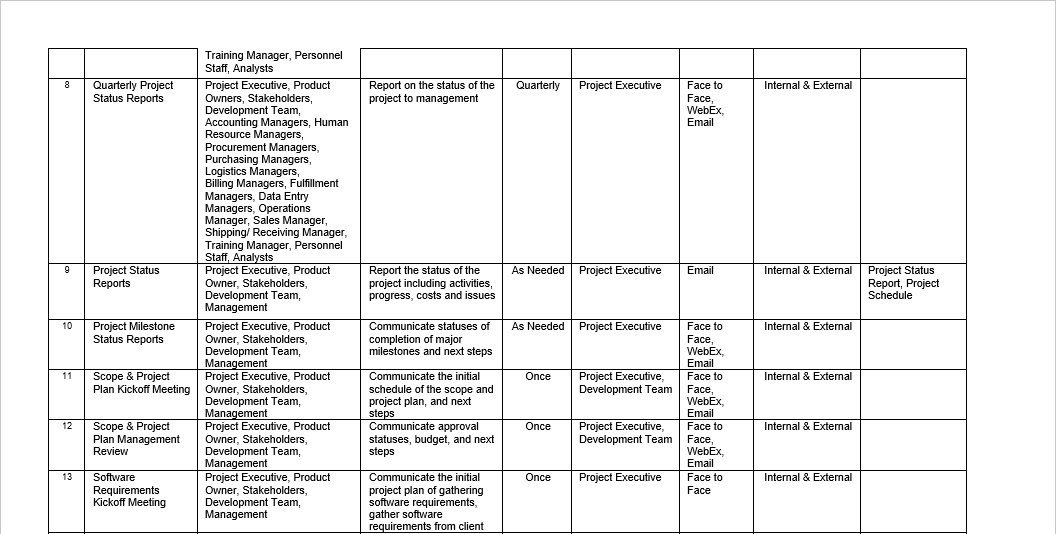 Training Manager, Personnel
Staff, Analysts
8
Quarterly Project
Status Reports
Project Executive, Product
Owners, Stakeholders,
Development Team,
Accounting Managers, Human
Resource Managers,
Procurement Managers,
Purchasing Managers,
Logistics Managers,
Billing Managers, Fulfillment
Managers, Data Entry
Managers, Operations
Manager, Sales Manager,
Shipping/ Receiving Manager,
Training Manager, Personnel
Staff, Analysts
Report on the status of the
project to management
Quarterly
Project Executive
Face to
Face,
WebEx,
Email
Internal & External
9
Project Status
Reports
Project Executive, Product
Owner, Stakeholders,
Development Team,
Management
Report the status of the
project including activities,
progress, costs and issues
As Needed
Project Executive
Email
Internal & External
Project Status
Report, Project
Schedule
10
Project Milestone
Status Reports
Project Executive, Product
Owner, Stakeholders,
Development Team,
Management
Communicate statuses of
completion of major
milestones and next steps
As Needed
Project Executive
Face to
Face,
WebEx,
Email
Internal & External
11
Scope & Project
Plan Kickoff Meeting
Project Executive, Product
Owner, Stakeholders,
Development Team,
Management
Communicate the initial
schedule of the scope and
project plan, and next
steps
Once
Project Executive,
Development Team
Face to
Face,
WebEx,
Email
Internal & External
12
Scope & Project
Plan Management
Review
Project Executive, Product
Owner, Stakeholders,
Development Team,
Management
Communicate approval
statuses, budget, and next
steps
Once
Project Executive,
Development Team
Face to
Face,
WebEx,
Email
Internal & External
13
Software
Requirements
Kickoff Meeting
Project Executive, Product
Owner, Stakeholders,
Development Team,
Management
Communicate the initial
project plan of gathering
software requirements,
gather software
requirements from client
Once
Project Executive
Face to
Face
Internal & External